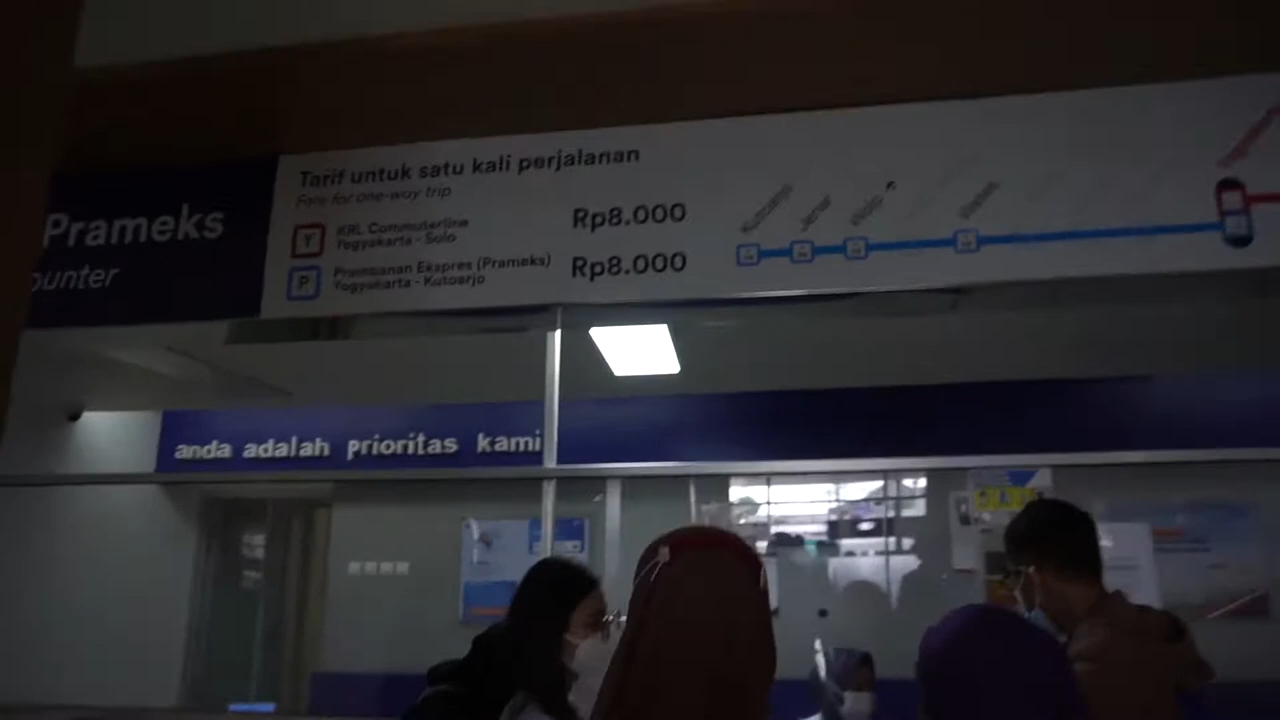 Prameks
ounter
Tarif untuk satu kali perjalanan
Fare for one-way trip
Y
KRL Commuterline
Yogyakarta - Solo
Rp8.000
P
Prambanan Ekspres (Prameks)
Yogyakarta - Kutoarjo
Rp8.000
anda adalah prioritas kami